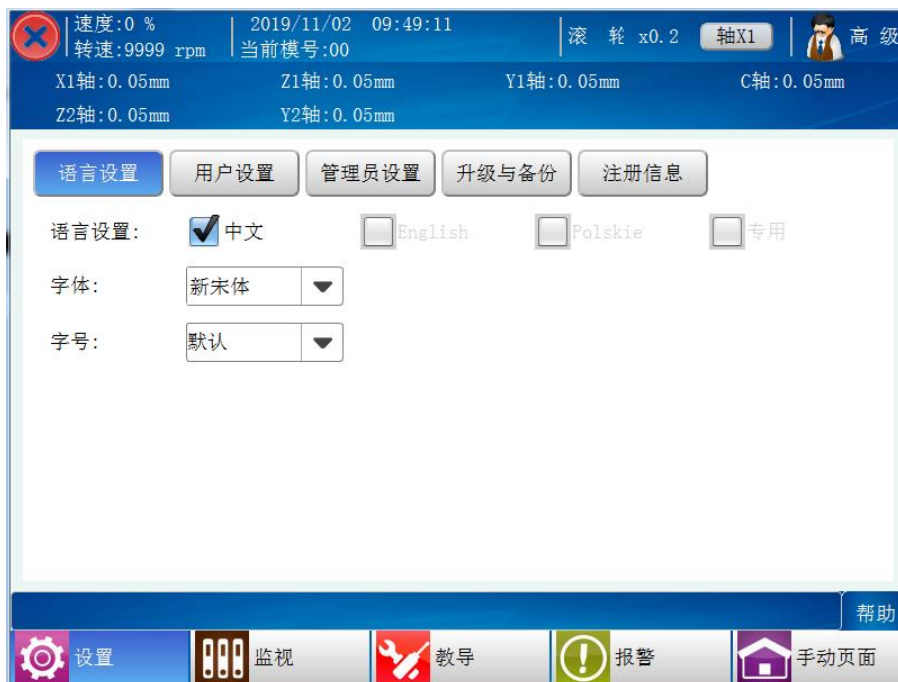 速度:0 % 2019/11/02 09:49:11 滚 轮 x0.2 轴X1 高 级
转速:9999 rpm 当前模号:00
X1轴:0.05mm Z1轴:0.05mm Y1轴:0.05mm C轴:0.05mm
Z2轴:0.05mm Y2轴:0.05mm
语言设置 用户设置 管理员设置 升级与备份 注册信息
语言设置: 中文 English Polskie 专用
字体: 新宋体
字号: 默认
帮助
设置 监视 教导 报警 手动页面